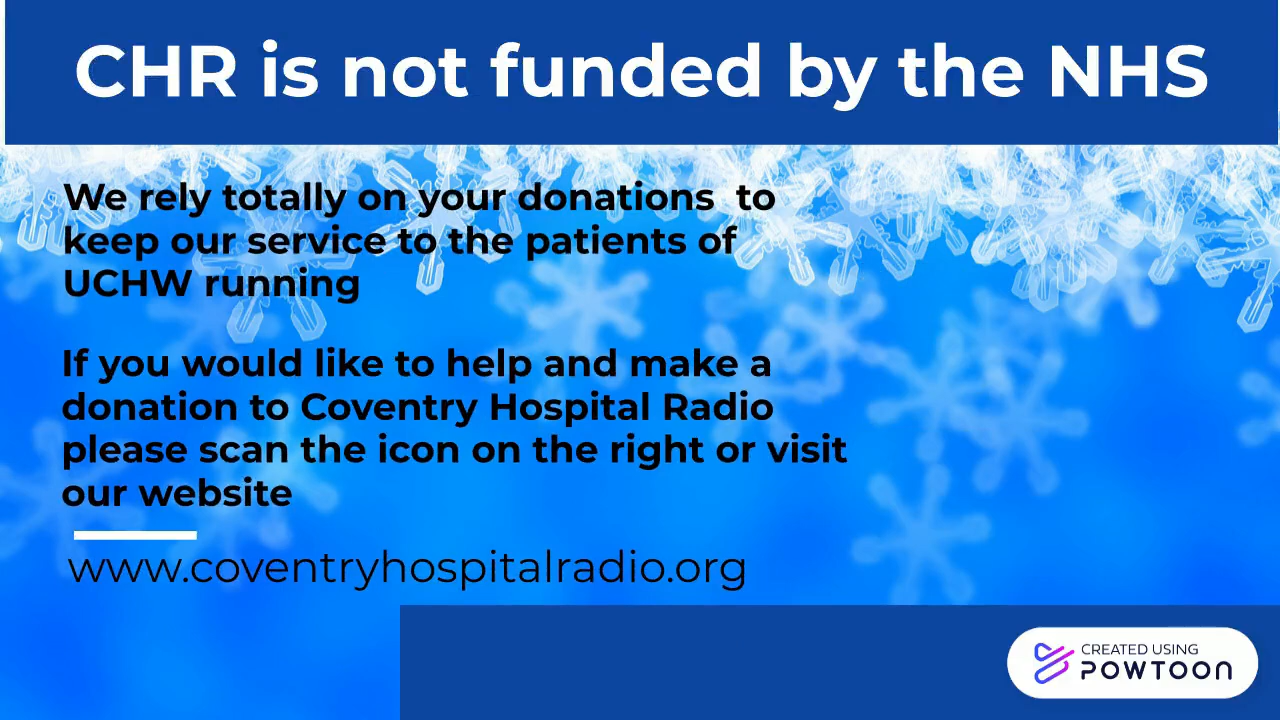 CHR is not funded by the NHS
We rely totally on your donations  to
keep our service to the patients of
UCHW running
If you would like to help and make a
donation to Coventry Hospital Radio
please scan the icon on the right or visit
our website
www.coventryhospitalradio.org
CREATED USING
POWTOON